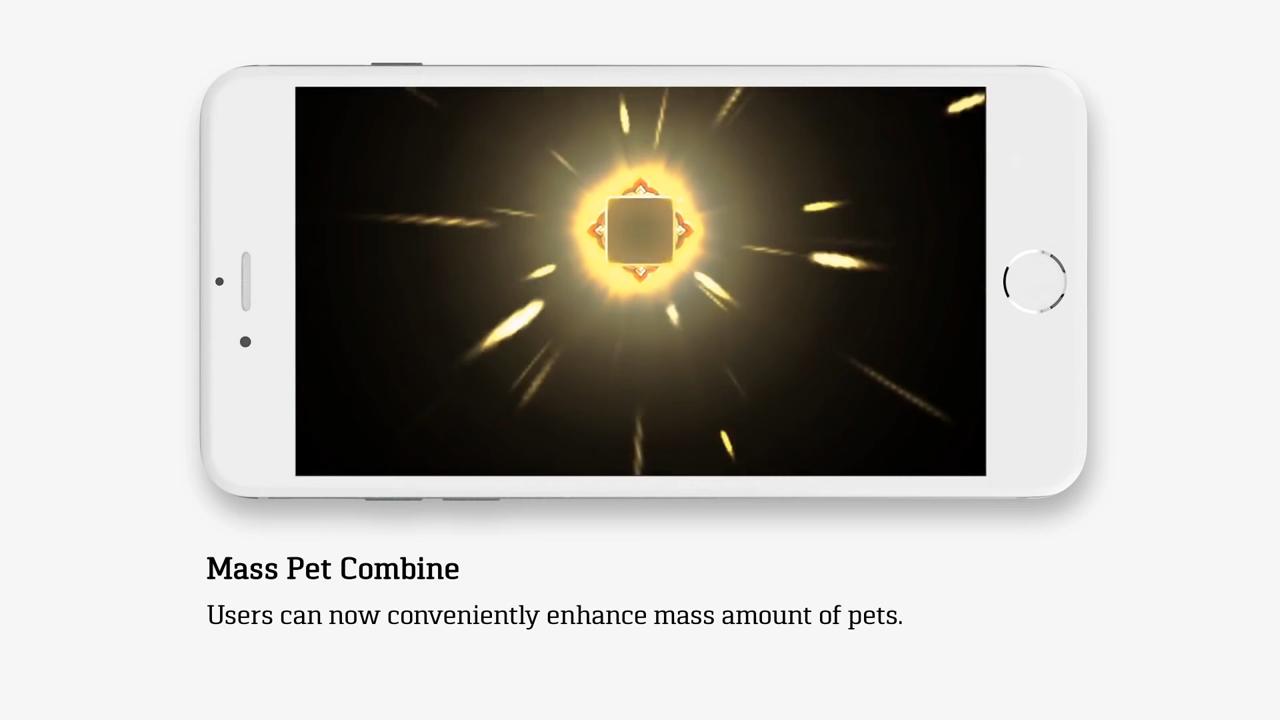 Mass Pet Combine
Users can now conveniently enhance mass amount of pets.